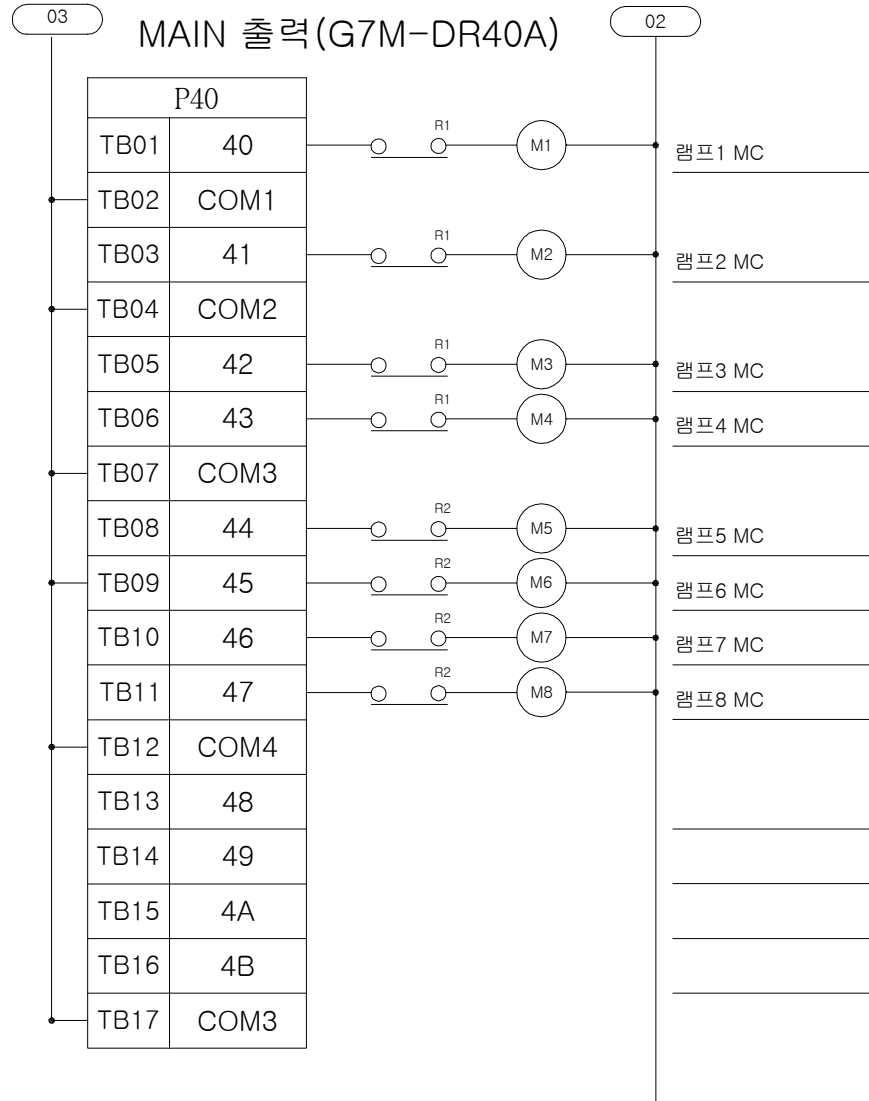 03
MAIN 출력(G7M-DR40A)
02
P40
TB01 40 R1 M1 램프1 MC
TB02 COM1
TB03 41 R1 M2 램프2 MC
TB04 COM2
TB05 42 R1 M3 램프3 MC
TB06 43 R1 M4 램프4 MC
TB07 COM3
TB08 44 R2 M5 램프5 MC
TB09 45 R2 M6 램프6 MC
TB10 46 R2 M7 램프7 MC
TB11 47 R2 M8 램프8 MC
TB12 COM4
TB13 48
TB14 49
TB15 4A
TB16 4B
TB17 COM3